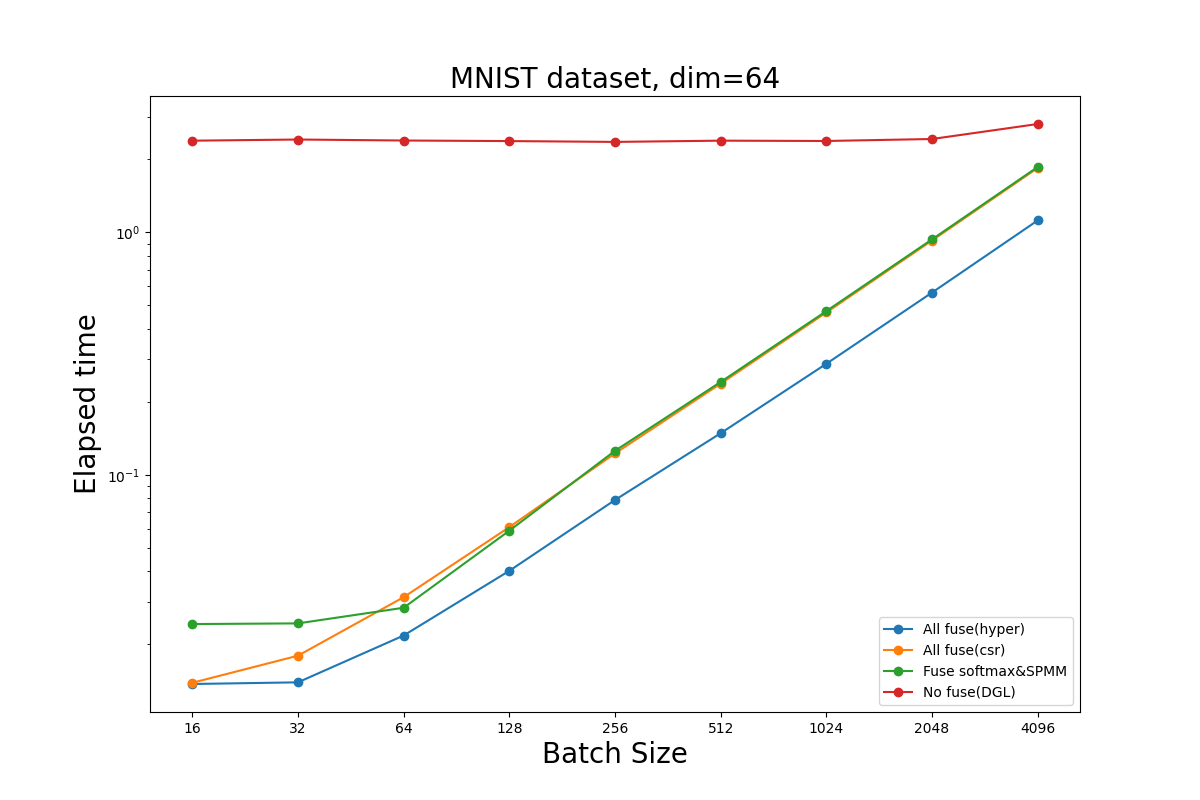 MNIST dataset, dim=64
Elapsed time
10⁰
10⁻¹
16 32 64 128 256 512 1024 2048 4096
Batch Size
All fuse(hyper)
All fuse(csr)
Fuse softmax&SPMM
No fuse(DGL)